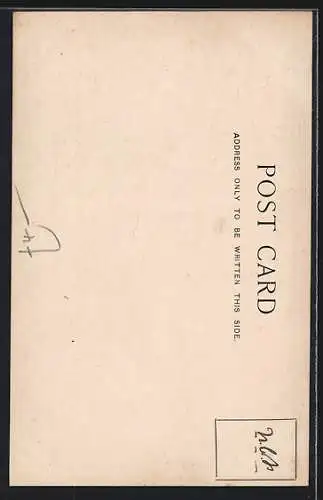 POST CARD
ADDRESS ONLY TO BE WRITTEN THIS SIDE.